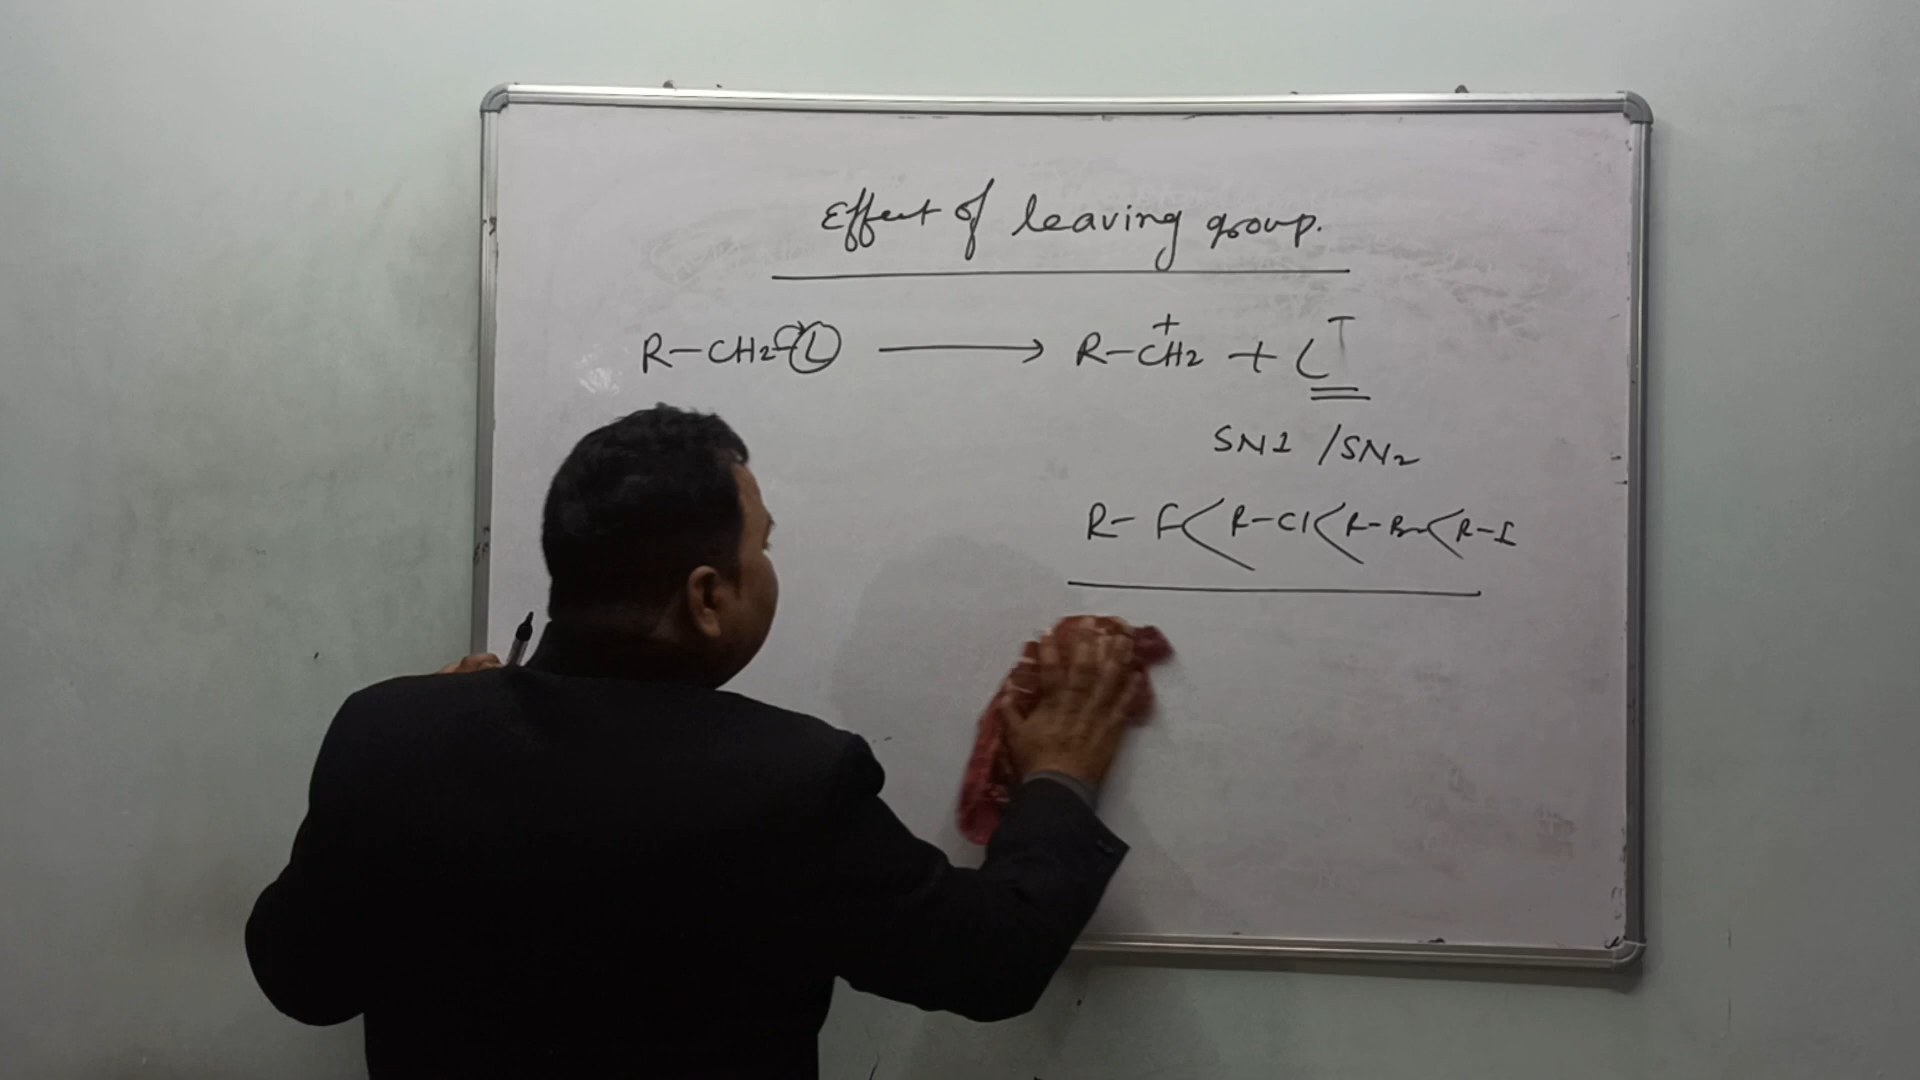 Effect of leaving group.
R-CH2-L ⟶ R-C⁺H2 + L⁻
SN1 /SN2
R-F < R-Cl < R-Br < R-I